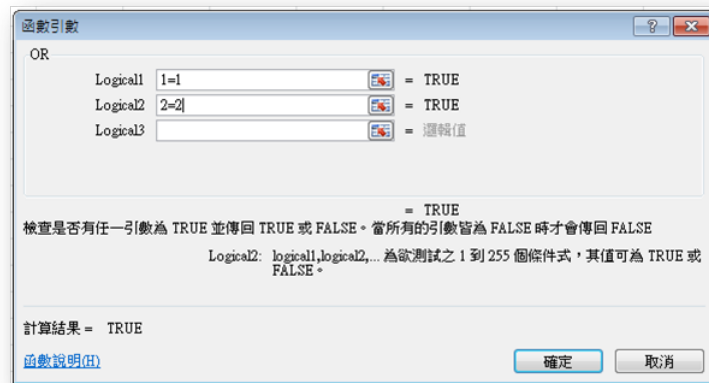 函數引數
OR
Logical1 1=1 = TRUE
Logical2 2=2 = TRUE
Logical3 = 邏輯值
= TRUE
檢查是否有任一引數為 TRUE 並傳回 TRUE 或 FALSE。當所有的引數皆為 FALSE 時才會傳回 FALSE
Logical2: logical1,logical2,... 為欲測試之 1 到 255 個條件式，其值可為 TRUE 或
FALSE。
計算結果 = TRUE
函數說明(H)
確定 取消